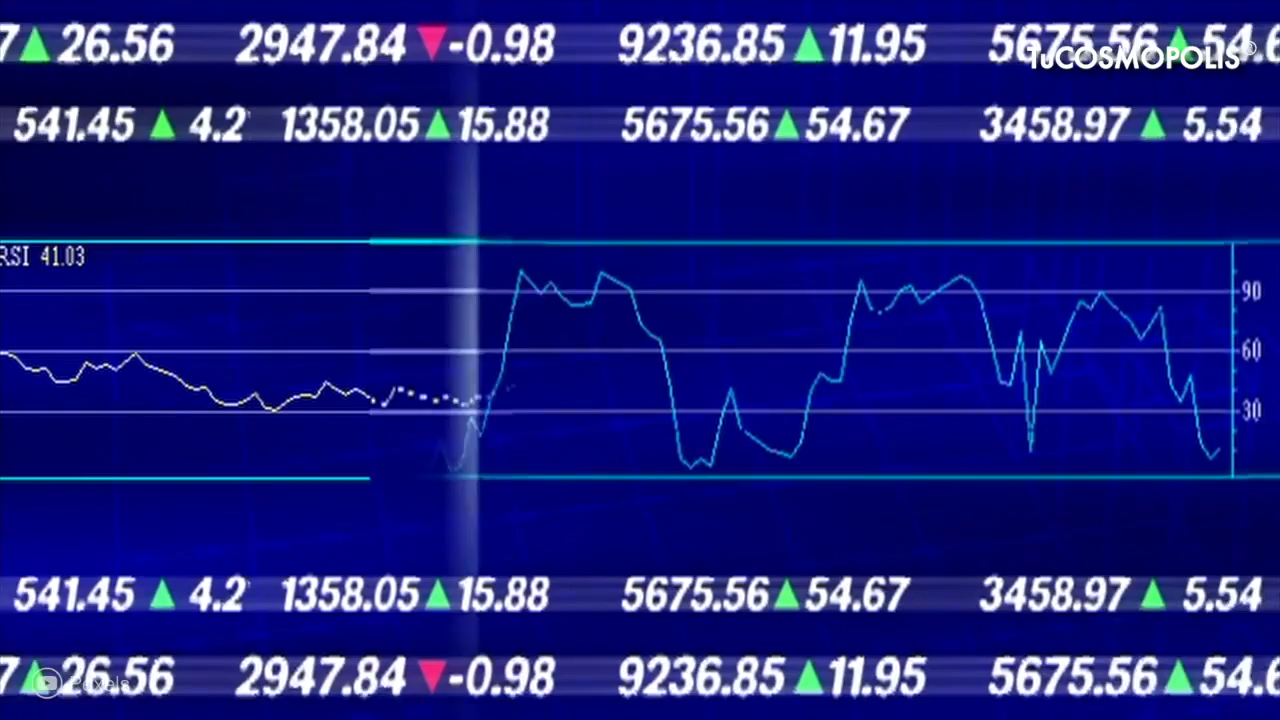 7▲26.56 2947.84▼-0.98 9236.85▲11.95 5675.56▲54.6
TuCOSMOPOLIS®
541.45▲4.2 1358.05▲15.88 5675.56▲54.67 3458.97▲5.54
RSI 41.03
90
60
30
541.45▲4.2 1358.05▲15.88 5675.56▲54.67 3458.97▲5.54
7▲26.56 2947.84▼-0.98 9236.85▲11.95 5675.56▲54.6
Pexels